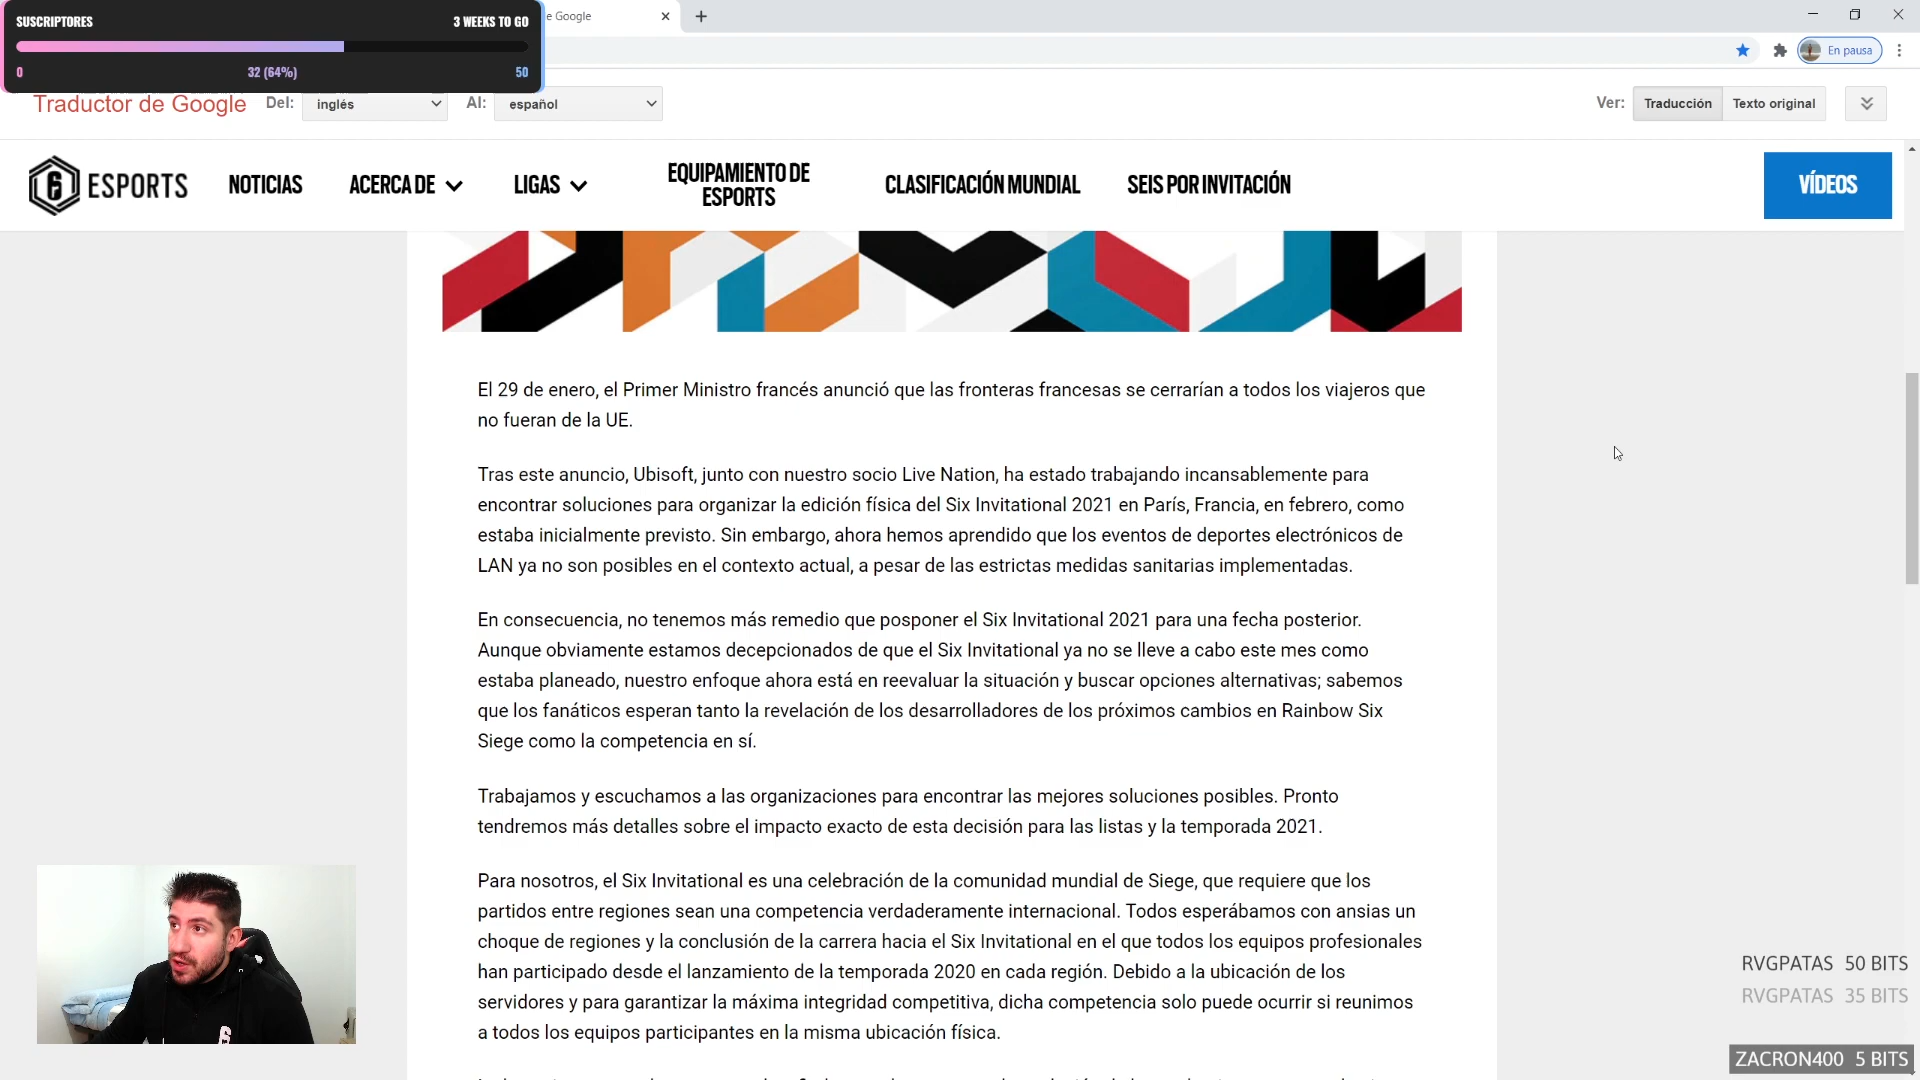 SUSCRIPTORES 3 WEEKS TO GO
0 32 (64%) 50
e Google
En pausa
Traductor de Google Del: inglés Al: español Ver: Traducción Texto original
6 ESPORTS NOTICIAS ACERCA DE LIGAS EQUIPAMIENTO DE ESPORTS CLASIFICACIÓN MUNDIAL SEIS POR INVITACIÓN VÍDEOS
El 29 de enero, el Primer Ministro francés anunció que las fronteras francesas se cerrarían a todos los viajeros que
no fueran de la UE.
Tras este anuncio, Ubisoft, junto con nuestro socio Live Nation, ha estado trabajando incansablemente para
encontrar soluciones para organizar la edición física del Six Invitational 2021 en París, Francia, en febrero, como
estaba inicialmente previsto. Sin embargo, ahora hemos aprendido que los eventos de deportes electrónicos de
LAN ya no son posibles en el contexto actual, a pesar de las estrictas medidas sanitarias implementadas.
En consecuencia, no tenemos más remedio que posponer el Six Invitational 2021 para una fecha posterior.
Aunque obviamente estamos decepcionados de que el Six Invitational ya no se lleve a cabo este mes como
estaba planeado, nuestro enfoque ahora está en reevaluar la situación y buscar opciones alternativas; sabemos
que los fanáticos esperan tanto la revelación de los desarrolladores de los próximos cambios en Rainbow Six
Siege como la competencia en sí.
Trabajamos y escuchamos a las organizaciones para encontrar las mejores soluciones posibles. Pronto
tendremos más detalles sobre el impacto exacto de esta decisión para las listas y la temporada 2021.
Para nosotros, el Six Invitational es una celebración de la comunidad mundial de Siege, que requiere que los
partidos entre regiones sean una competencia verdaderamente internacional. Todos esperábamos con ansias un
choque de regiones y la conclusión de la carrera hacia el Six Invitational en el que todos los equipos profesionales
han participado desde el lanzamiento de la temporada 2020 en cada región. Debido a la ubicación de los
servidores y para garantizar la máxima integridad competitiva, dicha competencia solo puede ocurrir si reunimos
a todos los equipos participantes en la misma ubicación física.
RVGPATAS 50 BITS
RVGPATAS 35 BITS
ZACRON400 5 BITS